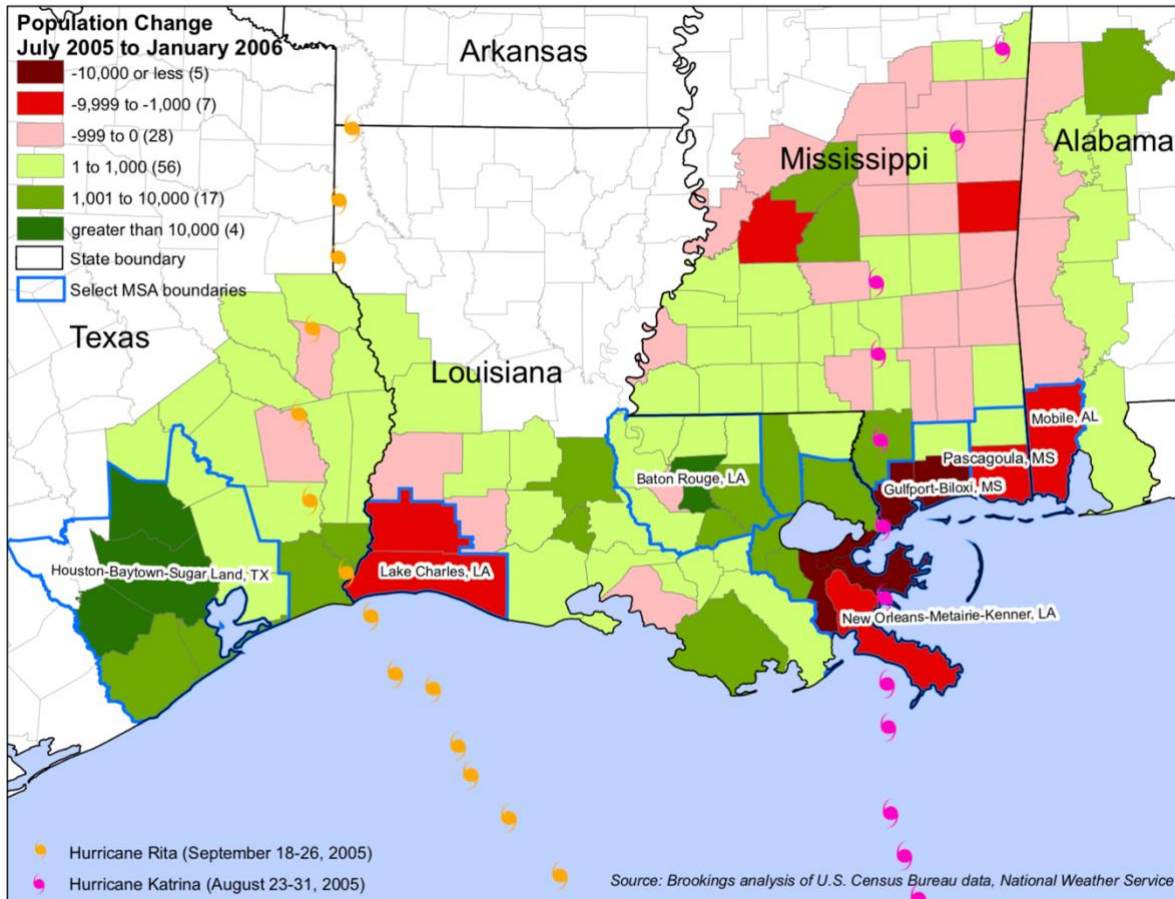 Population Change
July 2005 to January 2006
-10,000 or less (5)
-9,999 to -1,000 (7)
-999 to 0 (28)
1 to 1,000 (56)
1,001 to 10,000 (17)
greater than 10,000 (4)
State boundary
Select MSA boundaries
Arkansas
Mississippi
Alabama
Texas
Louisiana
Mobile, AL
Pascagoula, MS
Baton Rouge, LA
Gulfport-Biloxi, MS
Houston-Baytown-Sugar Land, TX
Lake Charles, LA
New Orleans-Metairie-Kenner, LA
Hurricane Rita (September 18-26, 2005)
Hurricane Katrina (August 23-31, 2005)
Source: Brookings analysis of U.S. Census Bureau data, National Weather Service